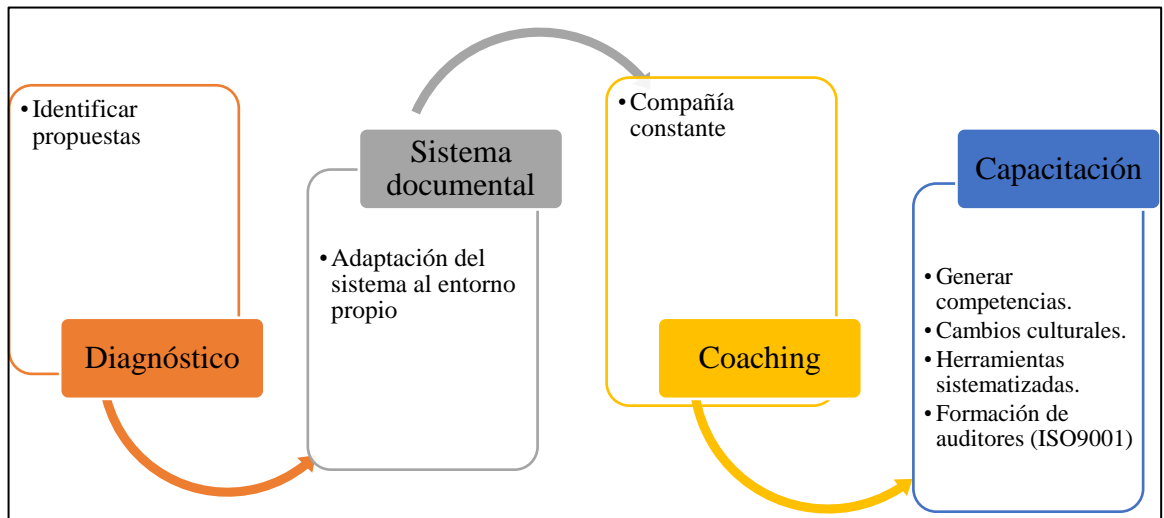 • Identificar
propuestas
Diagnóstico
Sistema
documental
• Adaptación del
sistema al entorno
propio
• Compañía
constante
Coaching
Capacitación
• Generar
competencias.
• Cambios culturales.
• Herramientas
sistematizadas.
• Formación de
auditores (ISO9001)